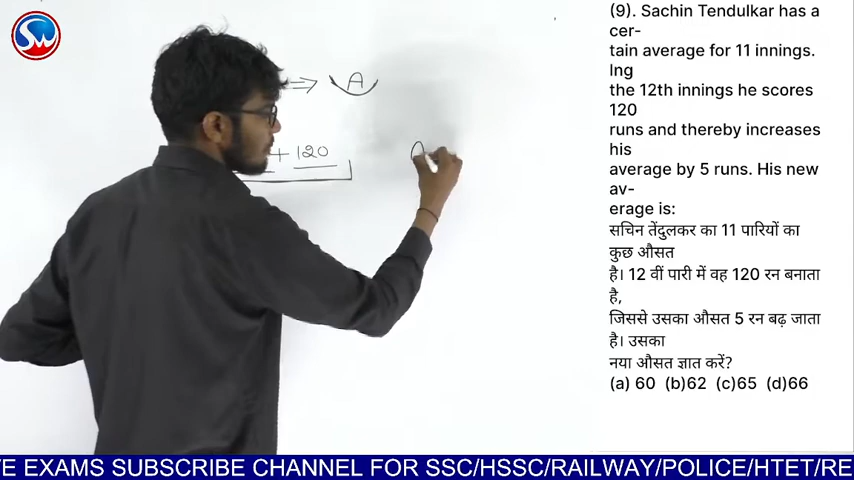 SW
(9). Sachin Tendulkar has a
cer-
tain average for 11 innings.
Ing
the 12th innings he scores
120
runs and thereby increases
his
average by 5 runs. His new
av-
erage is:
सचिन तेंदुलकर का 11 पारियों का
कुछ औसत
है। 12 वीं पारी में वह 120 रन बनाता
है,
जिससे उसका औसत 5 रन बढ़ जाता
है। उसका
नया औसत ज्ञात करें?
(a) 60 (b)62 (c)65 (d)66
⇒ A
+ 120
E EXAMS SUBSCRIBE CHANNEL FOR SSC/HSSC/RAILWAY/POLICE/HTET/RE